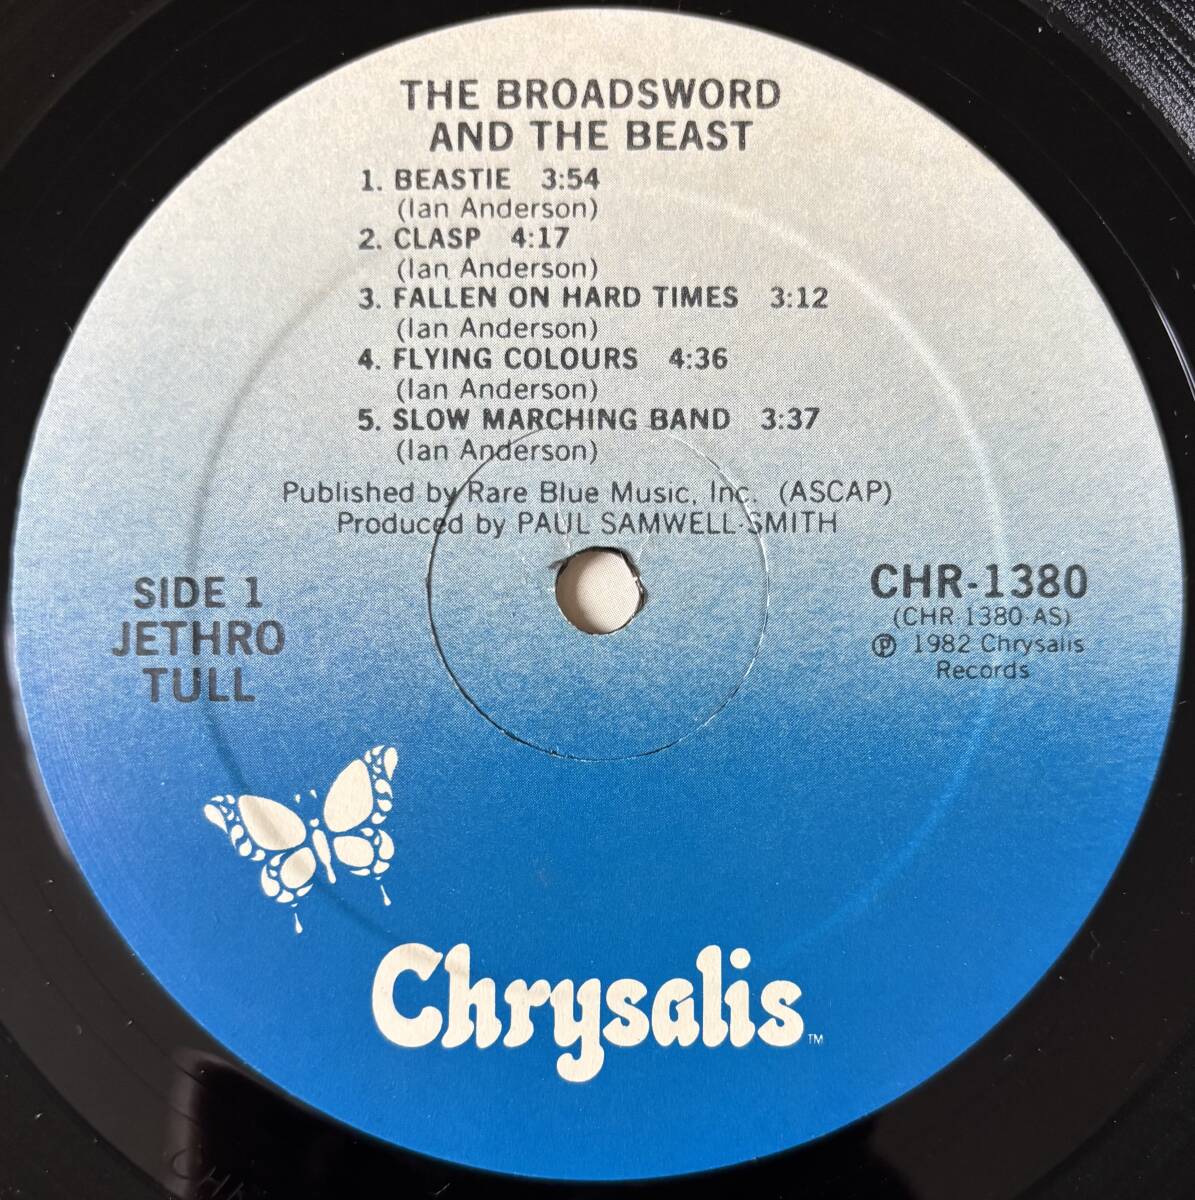 THE BROADSWORD
AND THE BEAST
1. BEASTIE 3:54
(Ian Anderson)
2. CLASP 4:17
(Ian Anderson)
3. FALLEN ON HARD TIMES 3:12
(Ian Anderson)
4. FLYING COLOURS 4:36
(Ian Anderson)
5. SLOW MARCHING BAND 3:37
(Ian Anderson)
Published by Rare Blue Music, Inc. (ASCAP)
Produced by PAUL SAMWELL-SMITH
SIDE 1
JETHRO
TULL
CHR-1380
(CHR-1380-AS)
Ⓟ 1982 Chrysalis
Records
Chrysalis™